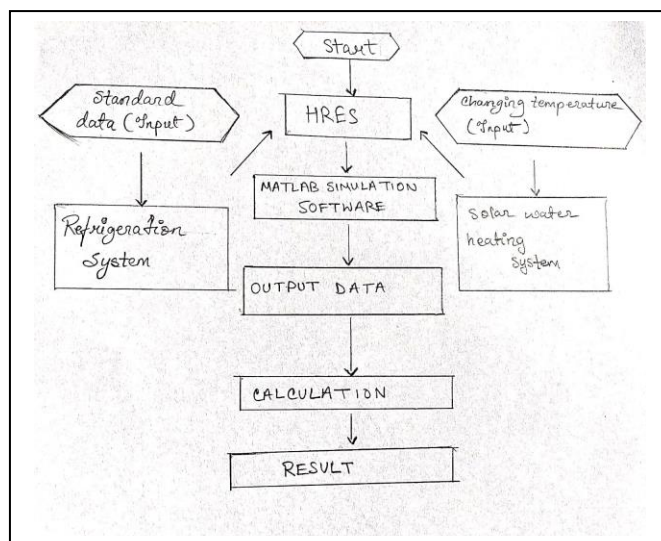 Start
Standard
data (Input)
HRES
Changing temperature
(Input)
MATLAB SIMULATION
SOFTWARE
Refrigeration
System
Solar water
heating
system
OUTPUT DATA
CALCULATION
RESULT